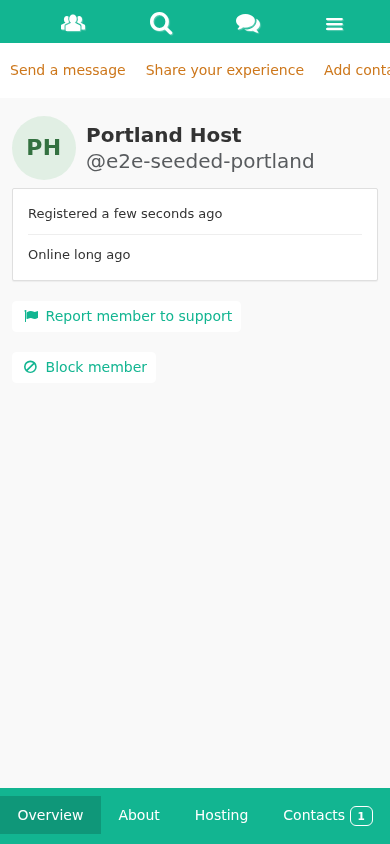 Send a message Share your experience Add conta
PH
Portland Host
@e2e-seeded-portland
Registered a few seconds ago
Online long ago
Report member to support
Block member
Overview About Hosting Contacts 1